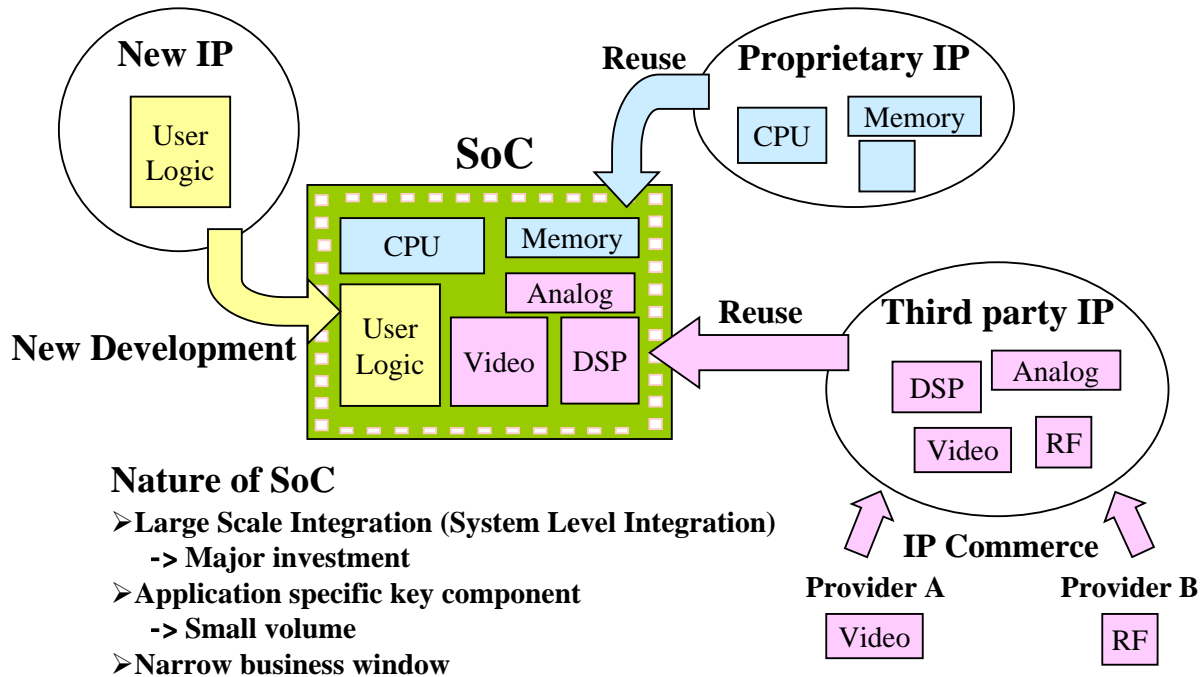 New IP
User
Logic
Reuse
Proprietary IP
CPU
Memory
SoC
CPU
Memory
Analog
User
Logic
Video
DSP
New Development
Reuse
Third party IP
DSP
Analog
Video
RF
IP Commerce
Provider A
Provider B
Video
RF
Nature of SoC
➢Large Scale Integration (System Level Integration)
-> Major investment
➢Application specific key component
-> Small volume
➢Narrow business window